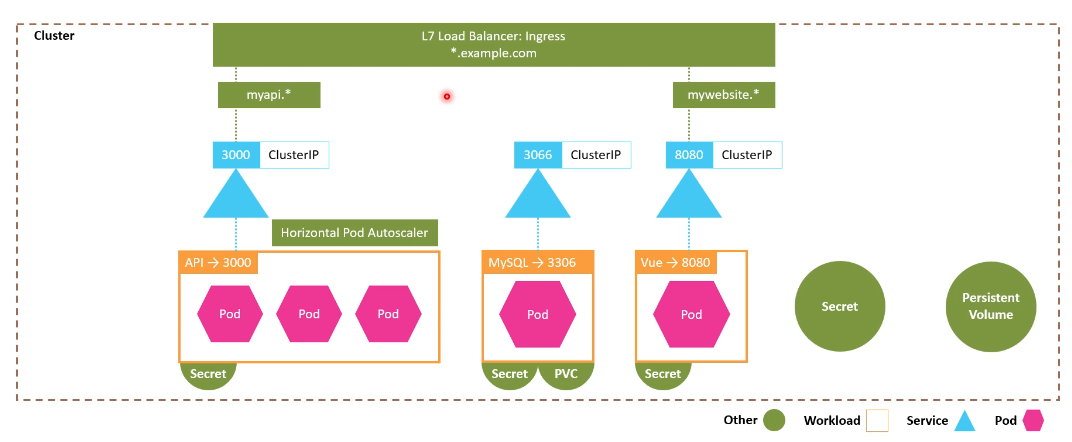 Cluster
L7 Load Balancer: Ingress
*.example.com
myapi.*
mywebsite.*
3000 ClusterIP
3066 ClusterIP
8080 ClusterIP
Horizontal Pod Autoscaler
API → 3000
MySQL → 3306
Vue → 8080
Pod
Pod
Pod
Pod
Pod
Secret
Persistent
Volume
Secret
Secret
PVC
Secret
Other
Workload
Service
Pod